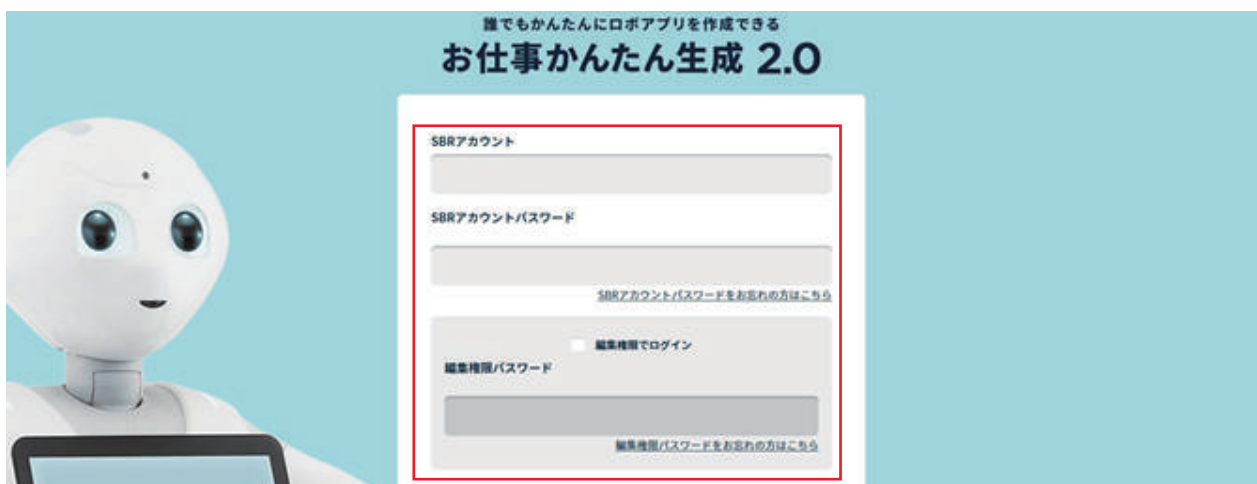 誰でもかんたんにロボアプリを作成できる
お仕事かんたん生成 2.0
SBRアカウント
SBRアカウントパスワード
SBRアカウントパスワードをお忘れの方はこちら
編集権限でログイン
編集権限パスワード
編集権限パスワードをお忘れの方はこちら